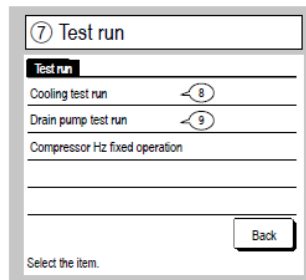 ⑦ Test run
Test run
Cooling test run ⑧
Drain pump test run ⑨
Compressor Hz fixed operation
Back
Select the item.